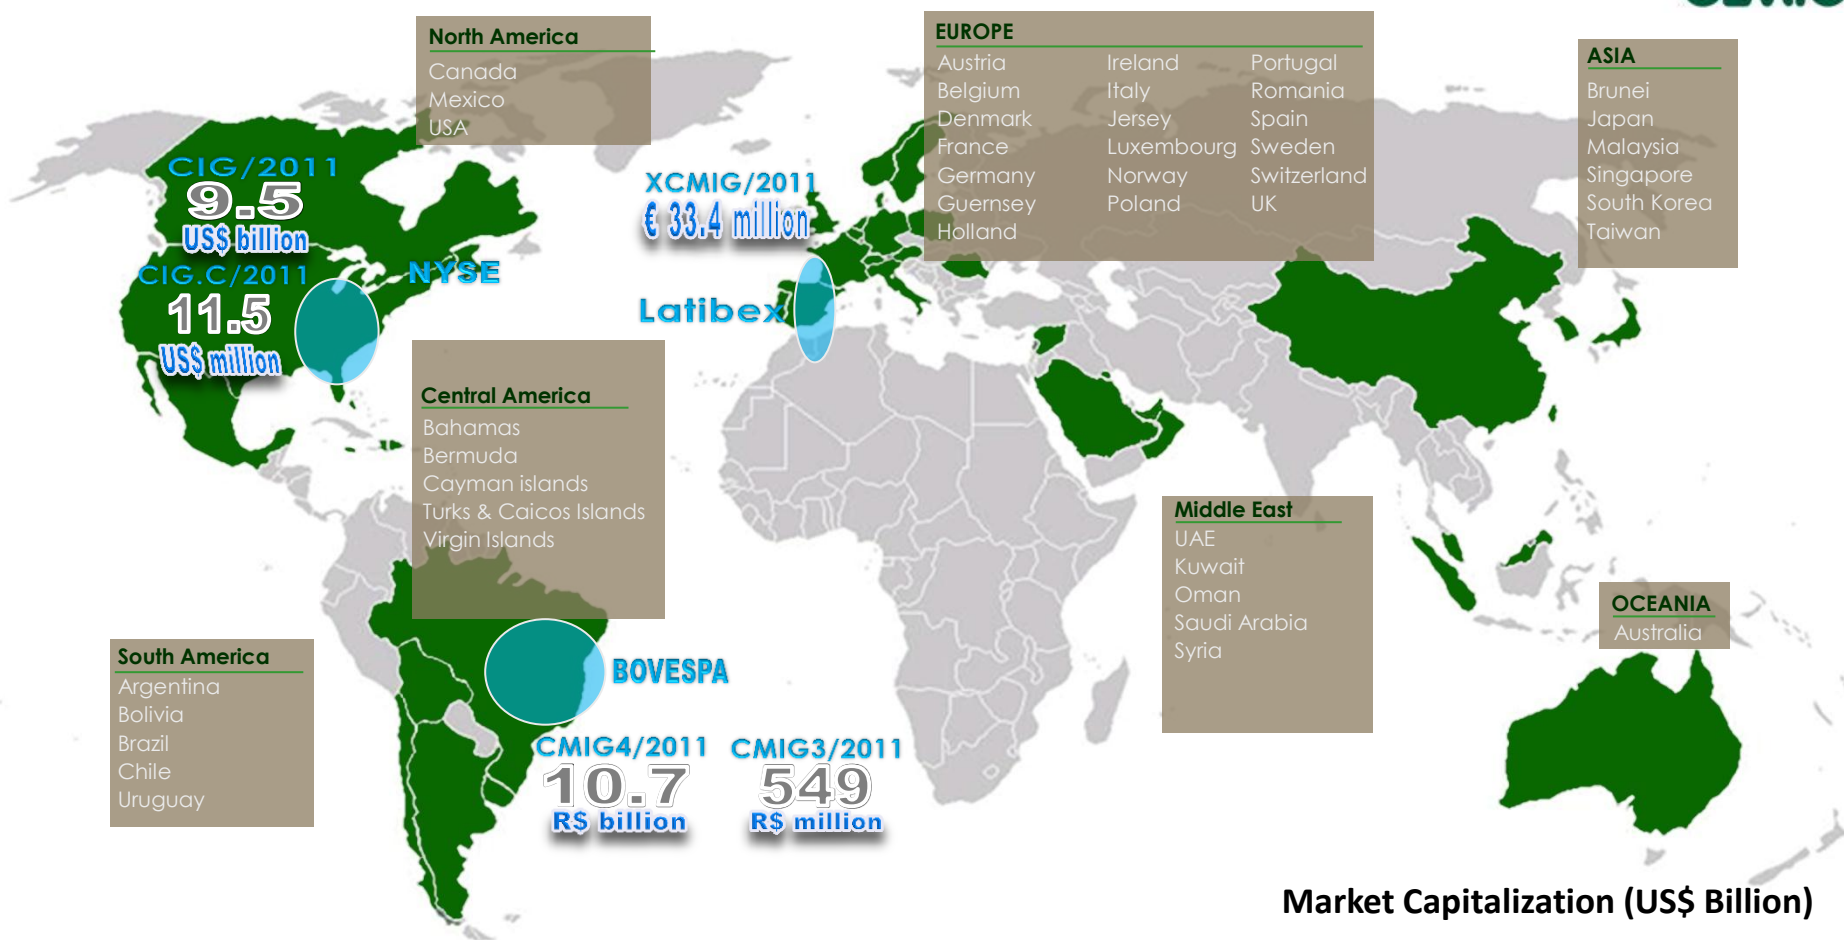 North America
Canada
Mexico
USA
EUROPE
Austria
Belgium
Denmark
France
Germany
Guernsey
Holland
Ireland
Italy
Jersey
Luxembourg
Norway
Poland
Portugal
Romania
Spain
Sweden
Switzerland
UK
ASIA
Brunei
Japan
Malaysia
Singapore
South Korea
Taiwan
CIG/2011
9.5
US$ billion
CIG.C/2011
11.5
US$ million
NYSE
XCMIG/2011
€ 33.4 million
Latibex
Central America
Bahamas
Bermuda
Cayman islands
Turks & Caicos Islands
Virgin Islands
Middle East
UAE
Kuwait
Oman
Saudi Arabia
Syria
OCEANIA
Australia
South America
Argentina
Bolivia
Brazil
Chile
Uruguay
BOVESPA
CMIG4/2011
10.7
R$ billion
CMIG3/2011
549
R$ million
Market Capitalization (US$ Billion)